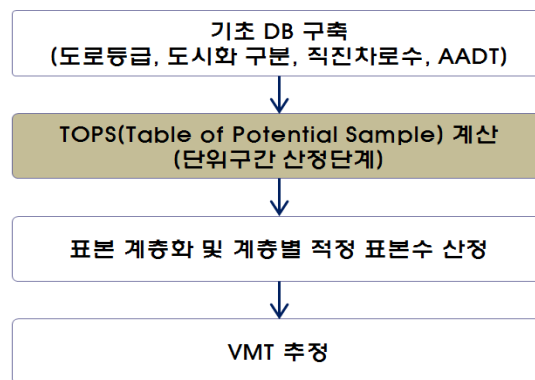 기초 DB 구축
(도로등급, 도시화 구분, 직진차로수, AADT)
TOPS(Table of Potential Sample) 계산
(단위구간 산정단계)
표본 계층화 및 계층별 적정 표본수 산정
VMT 추정